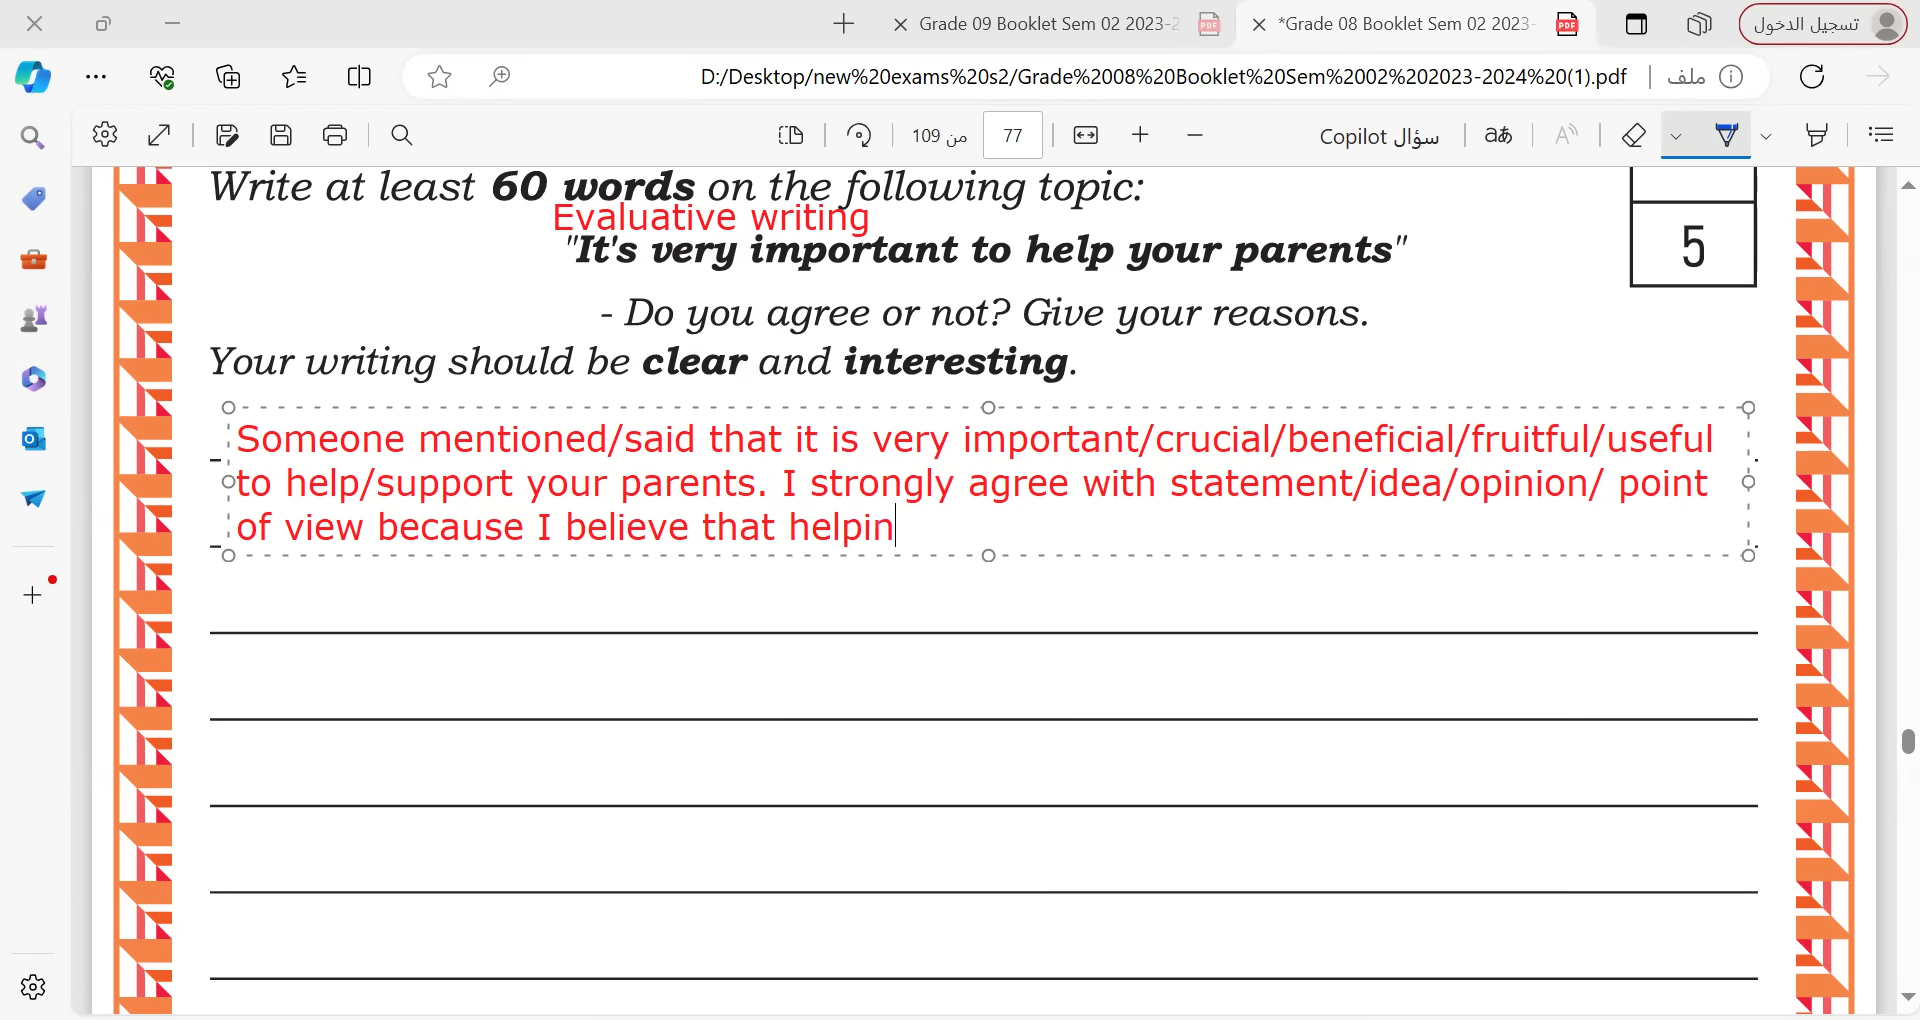 Grade 09 Booklet Sem 02 2023-2
*Grade 08 Booklet Sem 02 2023-
تسجيل الدخول
D:/Desktop/new%20exams%20s2/Grade%2008%20Booklet%20Sem%2002%202023-2024%20(1).pdf
ملف
77 من 109
سؤال Copilot
Write at least 60 words on the following topic:
Evaluative writing
"It's very important to help your parents"
5
- Do you agree or not? Give your reasons.
Your writing should be clear and interesting.
Someone mentioned/said that it is very important/crucial/beneficial/fruitful/useful
to help/support your parents. I strongly agree with statement/idea/opinion/ point
of view because I believe that helpin